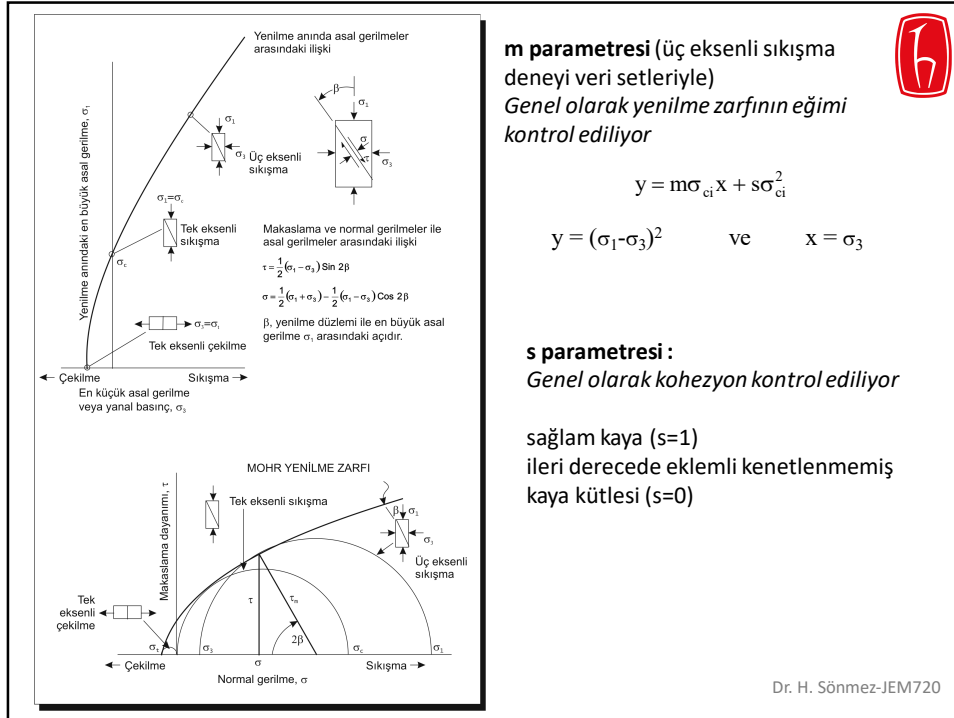 Yenilme anında asal gerilmeler
arasındaki ilişki
β
σ₁
σ
τ
σ₃
σ₁
σ₃ Üç eksenli
sıkışma
Yenilme anındaki en büyük asal gerilme, σ₁
σ₁=σc
Tek eksenli
sıkışma
σc
Makaslama ve normal gerilmeler ile
asal gerilmeler arasındaki ilişki
τ = 1/2 (σ₁ − σ₃) Sin 2β
σ = 1/2 (σ₁ + σ₃) − 1/2 (σ₁ − σ₃) Cos 2β
β, yenilme düzlemi ile en büyük asal
gerilme σ₁ arasındaki açıdır.
σ₃=σt
Tek eksenli çekilme
Çekilme
Sıkışma
En küçük asal gerilme
veya yanal basınç, σ₃
MOHR YENİLME ZARFI
Makaslama dayanımı, τ
Tek eksenli sıkışma
β
σ₁
σ₃
Üç eksenli
sıkışma
Tek
eksenli
çekilme
τ
τm
2β
σt
σ₃
σ
σc
σ₁
Çekilme
Sıkışma
Normal gerilme, σ
m parametresi (üç eksenli sıkışma
deneyi veri setleriyle)
Genel olarak yenilme zarfının eğimi
kontrol ediliyor
y = mσci x + sσci²
y = (σ₁-σ₃)² ve x = σ₃
s parametresi :
Genel olarak kohezyon kontrol ediliyor
sağlam kaya (s=1)
ileri derecede eklemli kenetlenmemiş
kaya kütlesi (s=0)
Dr. H. Sönmez-JEM720